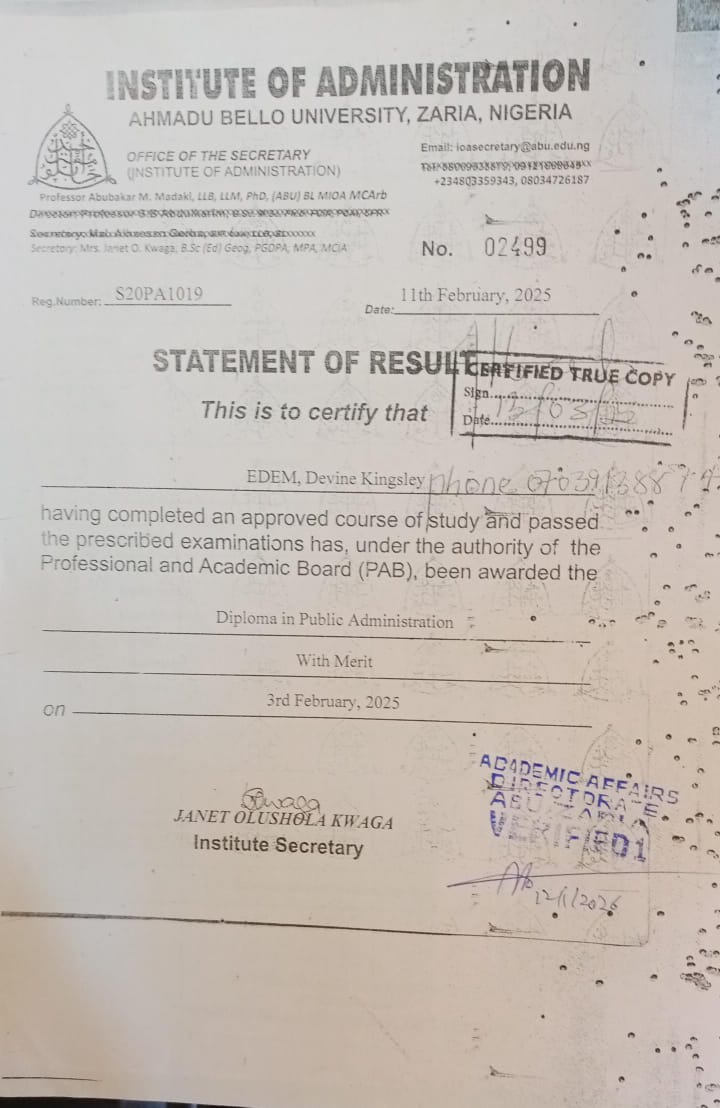 INSTITUTE OF ADMINISTRATION
AHMADU BELLO UNIVERSITY, ZARIA, NIGERIA
OFFICE OF THE SECRETARY
(INSTITUTE OF ADMINISTRATION)
Email: ioasecretary@abu.edu.ng
+234803359343, 08034726187
Professor Abubakar M. Madaki, LLB, LLM, PhD, (ABU) BL MIOA MCArb
Secretary: Mrs. Janet O. Kwaga, B.Sc (Ed) Geog, PGDPA, MPA, MCIA
No. 02499
Reg.Number: S20PA1019
Date: 11th February, 2025
STATEMENT OF RESULT
CERTIFIED TRUE COPY
Sign
Date
This is to certify that
EDEM, Devine Kingsley phone
having completed an approved course of study and passed
the prescribed examinations has, under the authority of the
Professional and Academic Board (PAB), been awarded the
Diploma in Public Administration
With Merit
on 3rd February, 2025
ACADEMIC AFFAIRS
DIRECTORATE
ABU ZARIA
VERIFIED
12/1/2026
JANET OLUSHOLA KWAGA
Institute Secretary